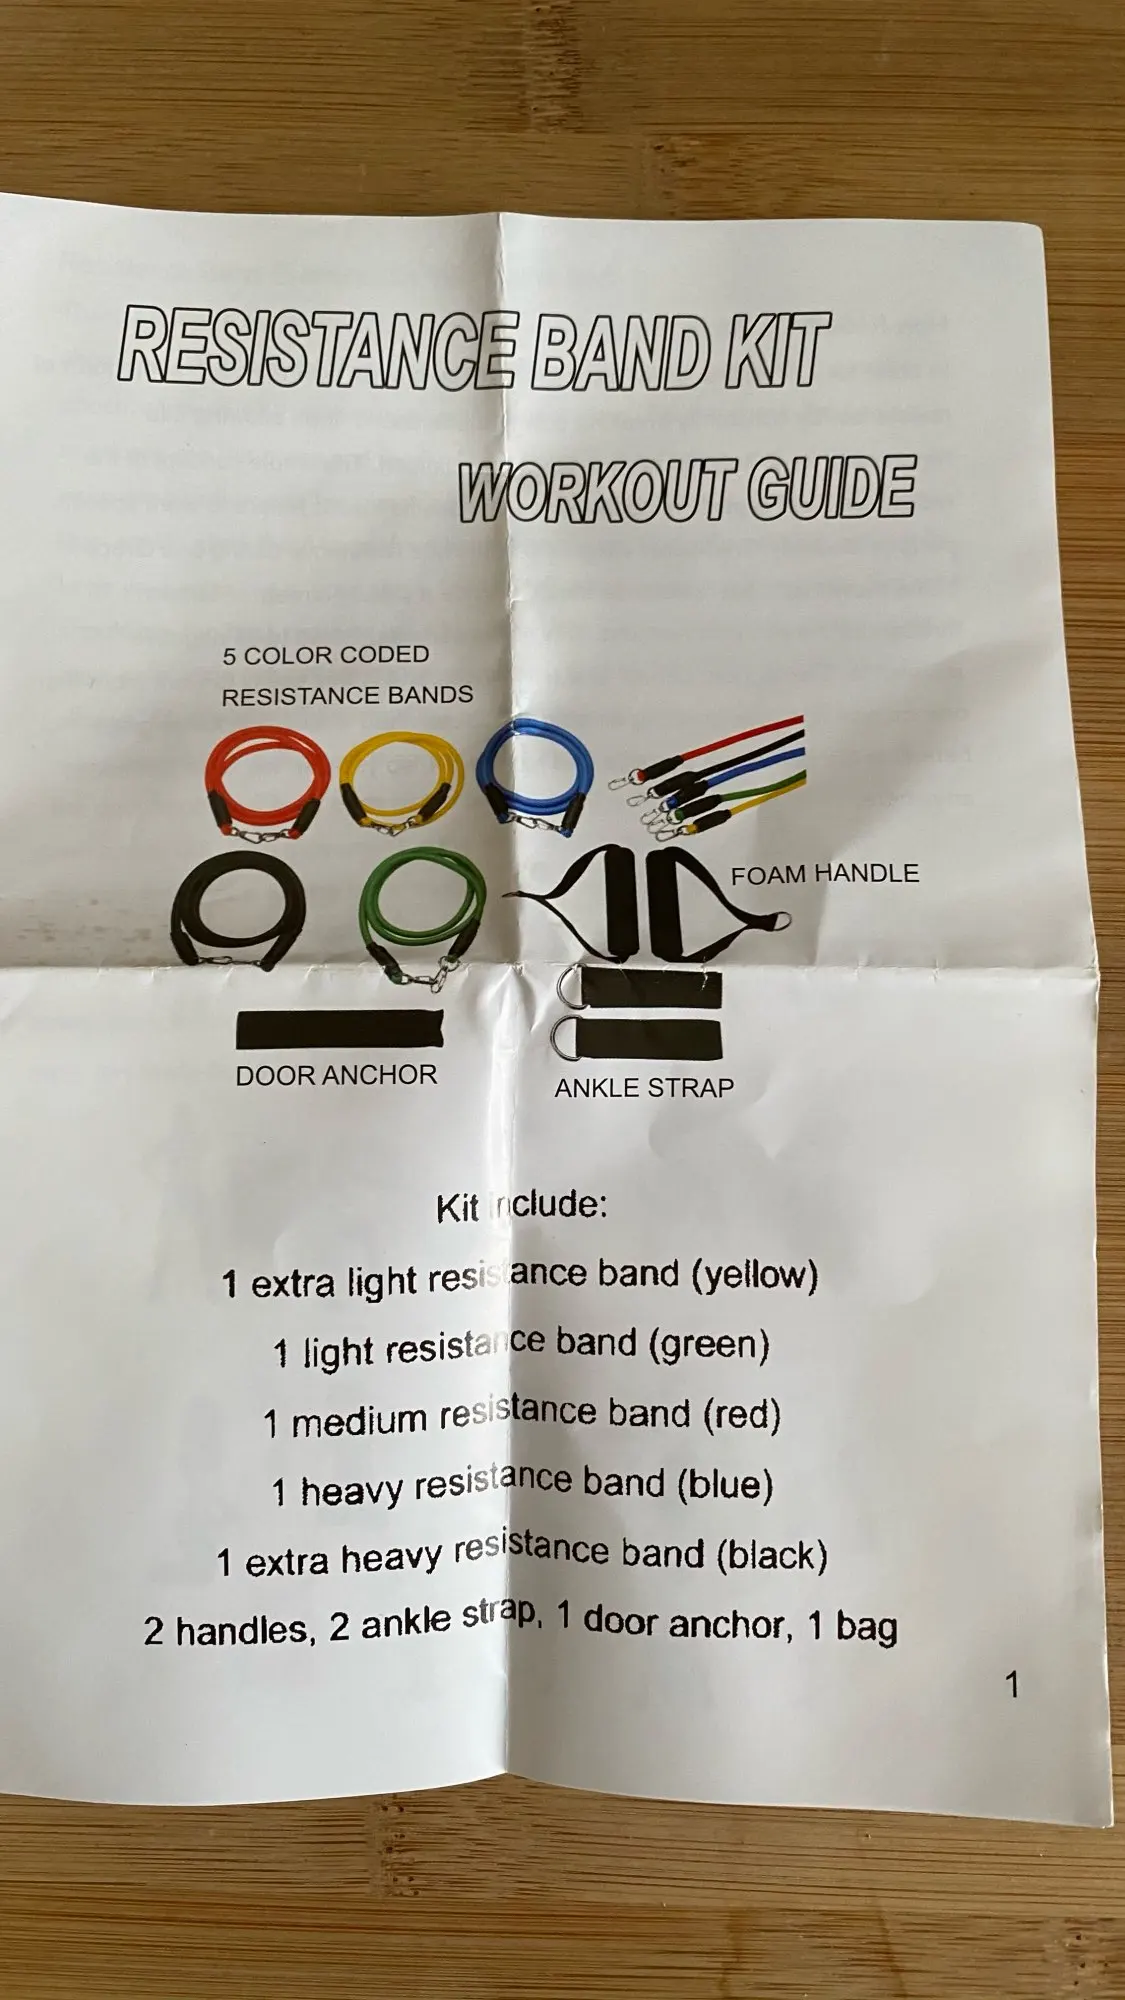 RESISTANCE BAND KIT
WORKOUT GUIDE
5 COLOR CODED
RESISTANCE BANDS
FOAM HANDLE
DOOR ANCHOR
ANKLE STRAP
Kit include:
1 extra light resistance band (yellow)
1 light resistance band (green)
1 medium resistance band (red)
1 heavy resistance band (blue)
1 extra heavy resistance band (black)
2 handles, 2 ankle strap, 1 door anchor, 1 bag
1